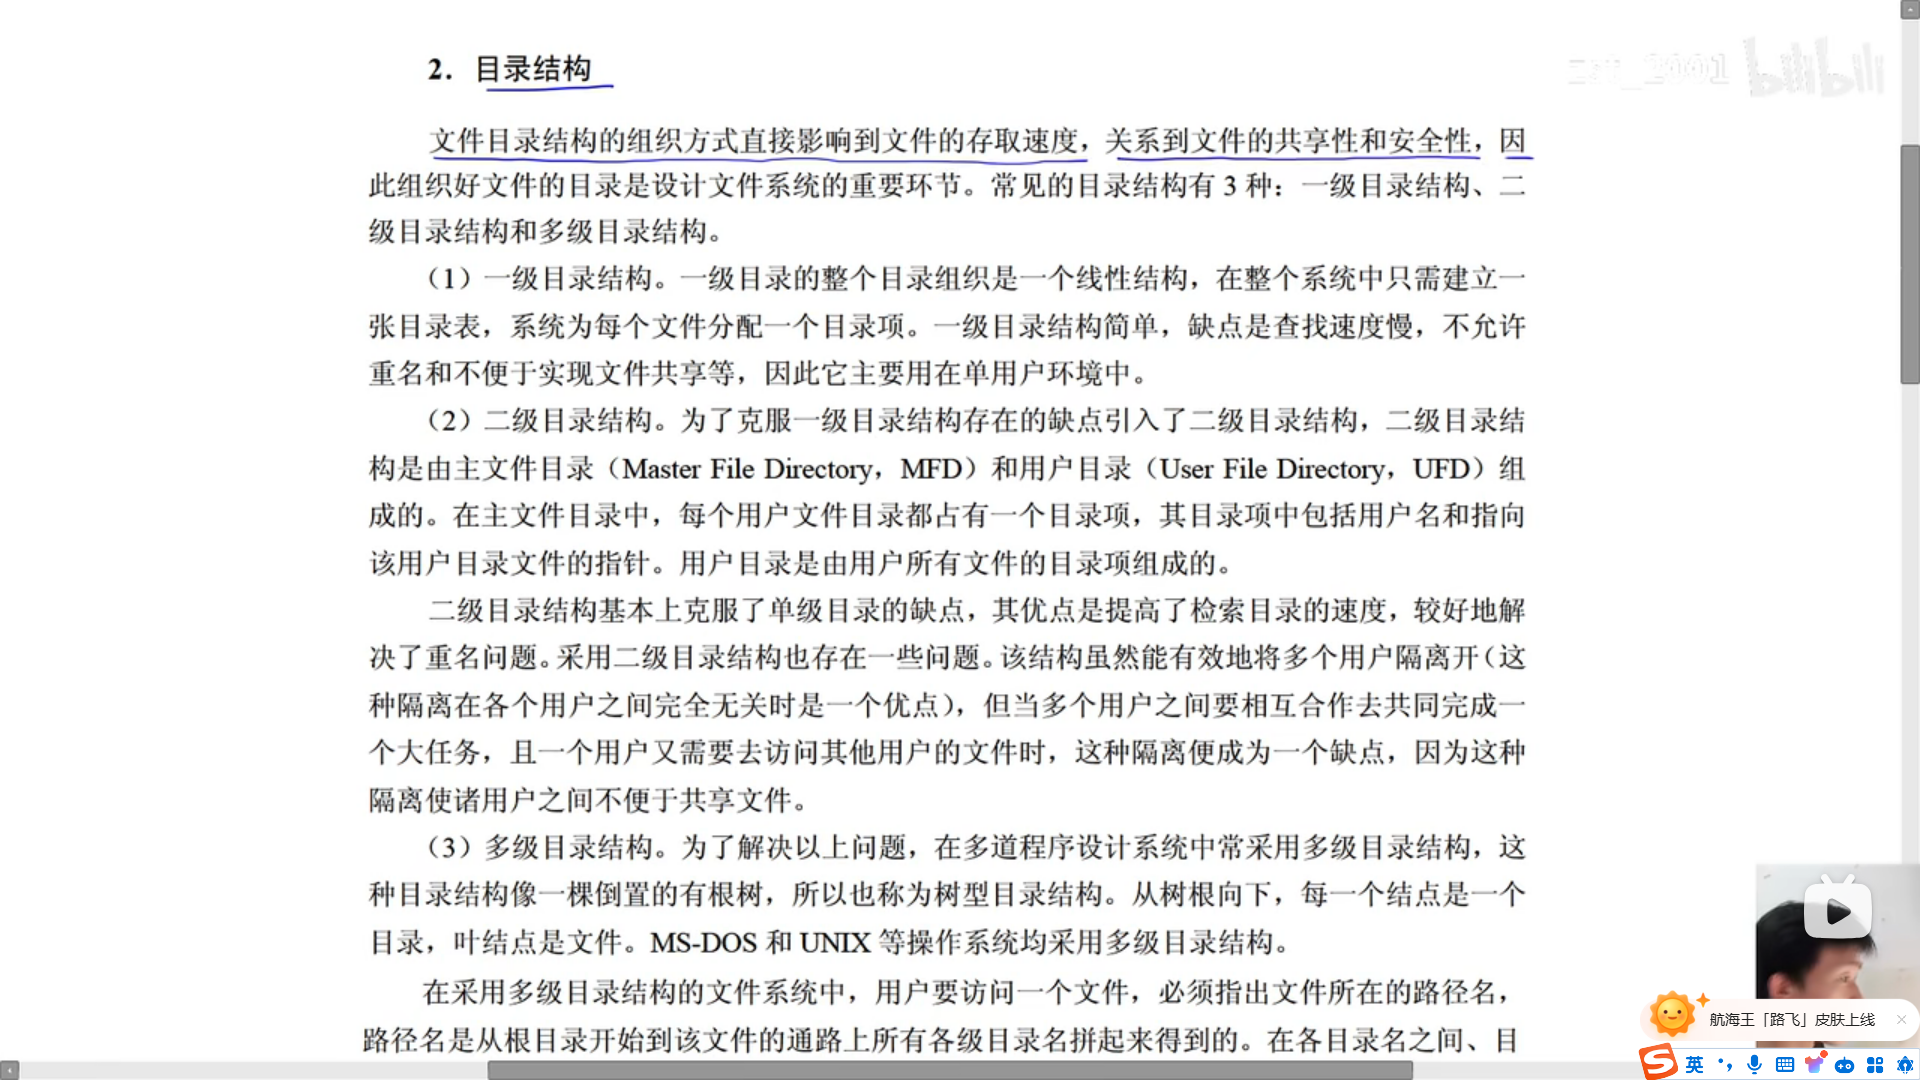 2. 目录结构
bilibili
文件目录结构的组织方式直接影响到文件的存取速度，关系到文件的共享性和安全性，因
此组织好文件的目录是设计文件系统的重要环节。常见的目录结构有 3 种：一级目录结构、二
级目录结构和多级目录结构。
（1）一级目录结构。一级目录的整个目录组织是一个线性结构，在整个系统中只需建立一
张目录表，系统为每个文件分配一个目录项。一级目录结构简单，缺点是查找速度慢，不允许
重名和不便于实现文件共享等，因此它主要用在单用户环境中。
（2）二级目录结构。为了克服一级目录结构存在的缺点引入了二级目录结构，二级目录结
构是由主文件目录（Master File Directory，MFD）和用户目录（User File Directory，UFD）组
成的。在主文件目录中，每个用户文件目录都占有一个目录项，其目录项中包括用户名和指向
该用户目录文件的指针。用户目录是由用户所有文件的目录项组成的。
二级目录结构基本上克服了单级目录的缺点，其优点是提高了检索目录的速度，较好地解
决了重名问题。采用二级目录结构也存在一些问题。该结构虽然能有效地将多个用户隔离开（这
种隔离在各个用户之间完全无关时是一个优点），但当多个用户之间要相互合作去共同完成一
个大任务，且一个用户又需要去访问其他用户的文件时，这种隔离便成为一个缺点，因为这种
隔离使诸用户之间不便于共享文件。
（3）多级目录结构。为了解决以上问题，在多道程序设计系统中常采用多级目录结构，这
种目录结构像一棵倒置的有根树，所以也称为树型目录结构。从树根向下，每一个结点是一个
目录，叶结点是文件。MS-DOS 和 UNIX 等操作系统均采用多级目录结构。
在采用多级目录结构的文件系统中，用户要访问一个文件，必须指出文件所在的路径名，
路径名是从根目录开始到该文件的通路上所有各级目录名拼起来得到的。在各目录名之间、目
航海王「路飞」皮肤上线
英